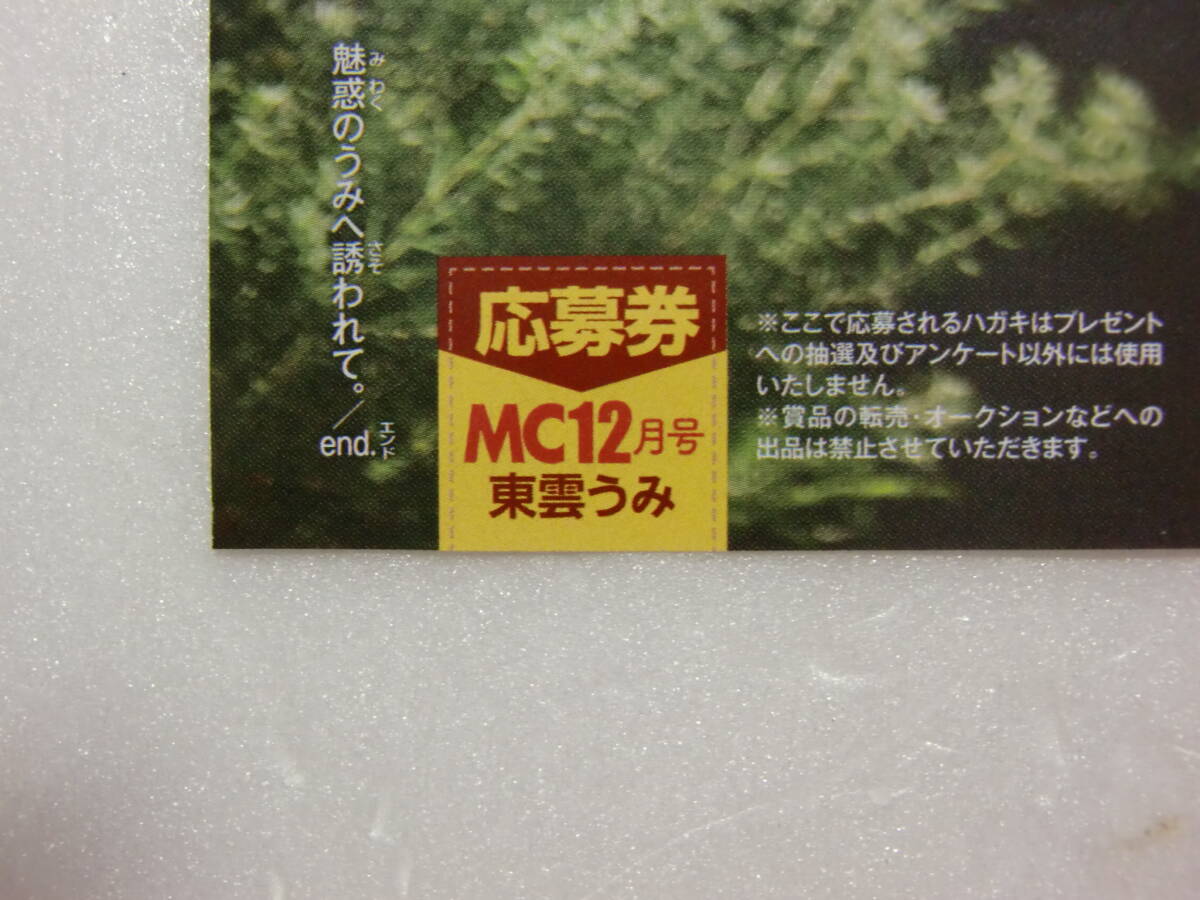 魅惑のうみへ誘われて。／end.
みわく
さそ
エンド
応募券
MC12月号
東雲うみ
※ここで応募されるハガキはプレゼント
への抽選及びアンケート以外には使用
いたしません。
※賞品の転売・オークションなどへの
出品は禁止させていただきます。